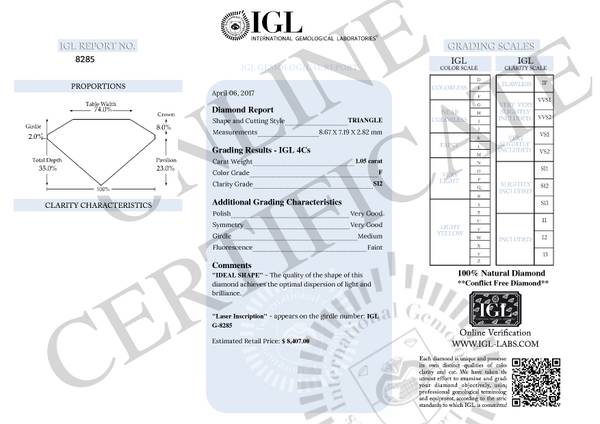 IGL REPORT NO.
8285
PROPORTIONS
Table Width
74.0%
Girdle
2.0%
Crown
8.0%
Total Depth
35.0%
Pavilion
23.0%
100%
CLARITY CHARACTERISTICS
IGL
INTERNATIONAL GEMOLOGICAL LABORATORIES
IGL GEMOLOGICAL REPORT
April 06, 2017
Diamond Report
Shape and Cutting Style TRIANGLE
Measurements 8.67 X 7.19 X 2.82 mm
Grading Results - IGL 4Cs
Carat Weight 1.05 carat
Color Grade F
Clarity Grade SI2
Additional Grading Characteristics
Polish Very Good
Symmetry Very Good
Girdle Medium
Fluorescence Faint
Comments
"IDEAL SHAPE" - The quality of the shape of this
diamond achieves the optimal dispersion of light and
brilliance.
"Laser Inscription" - appears on the girdle number: IGL
G-8285
Estimated Retail Price: $ 8,407.00
GRADING SCALES
IGL
COLOR SCALE
COLORLESS
NEAR
COLORLESS
FAINT
VERY
LIGHT
LIGHT
YELLOW
IGL
CLARITY SCALE
FLAWLESS
IF
VERY VERY
SLIGHTLY
INCLUDED
VVS1
VVS2
VERY
SLIGHTLY
INCLUDED
VS1
VS2
SLIGHTLY
INCLUDED
SI1
SI2
SI3
INCLUDED
I1
I2
I3
100% Natural Diamond
**Conflict Free Diamond**
IGL
Online Verification
WWW.IGL-LABS.COM
Each diamond is unique and possesse
its own distinct qualities of color
clarity and cut. We have taken th
utmost effort to examine and grad
your diamond objectively, using
professional gemological terminology
and equipment, according to the stric
standards to which IGL is committed
ONLINE
CERTIFICATE
International Gemological